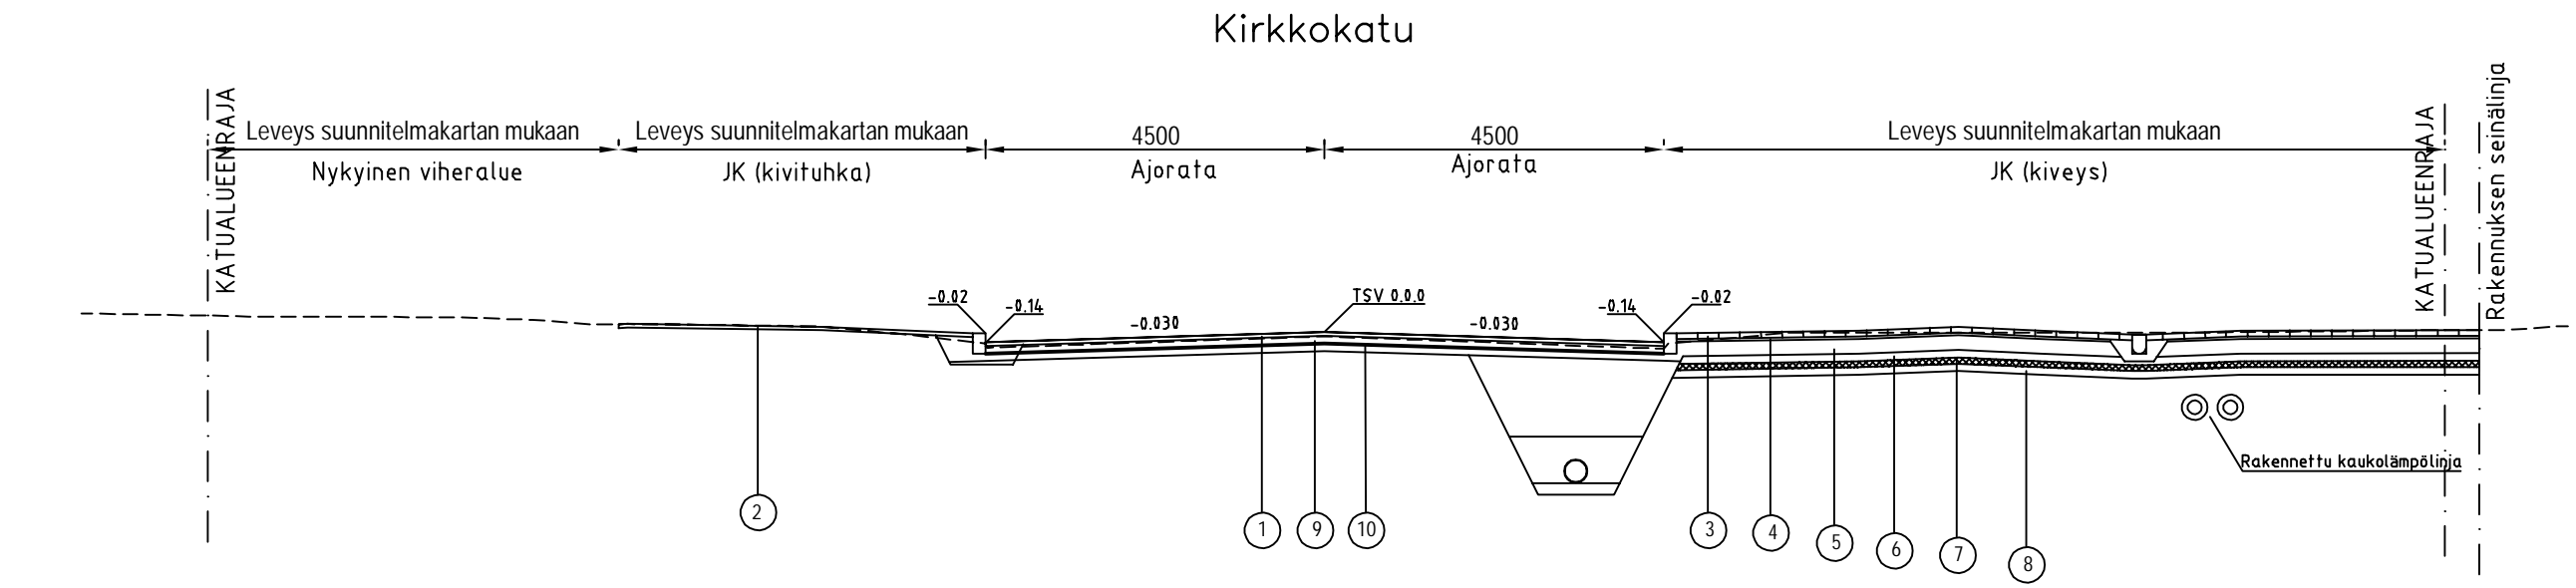 Kirkkokatu
KATUALUEENRAJA
Leveys suunnitelmakartan mukaan
Nykyinen viheralue
Leveys suunnitelmakartan mukaan
JK (kivituhka)
4500
Ajorata
4500
Ajorata
Leveys suunnitelmakartan mukaan
JK (kiveys)
KATUALUEENRAJA
Rakennuksen seinälinja
-0.02
-0.14
-0.030
TSV 0.0.0
-0.030
-0.14
-0.02
Rakennettu kaukolämpölinja
2
1
9
10
3
4
5
6
7
8